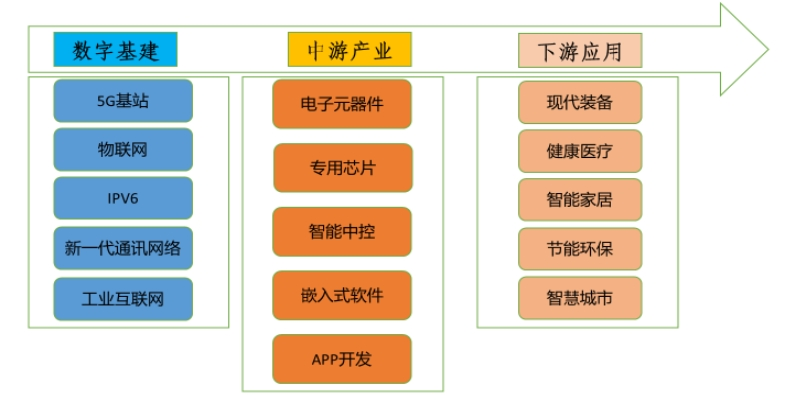 数字基建
中游产业
下游应用
5G基站
物联网
IPV6
新一代通讯网络
工业互联网
电子元器件
专用芯片
智能中控
嵌入式软件
APP开发
现代装备
健康医疗
智能家居
节能环保
智慧城市